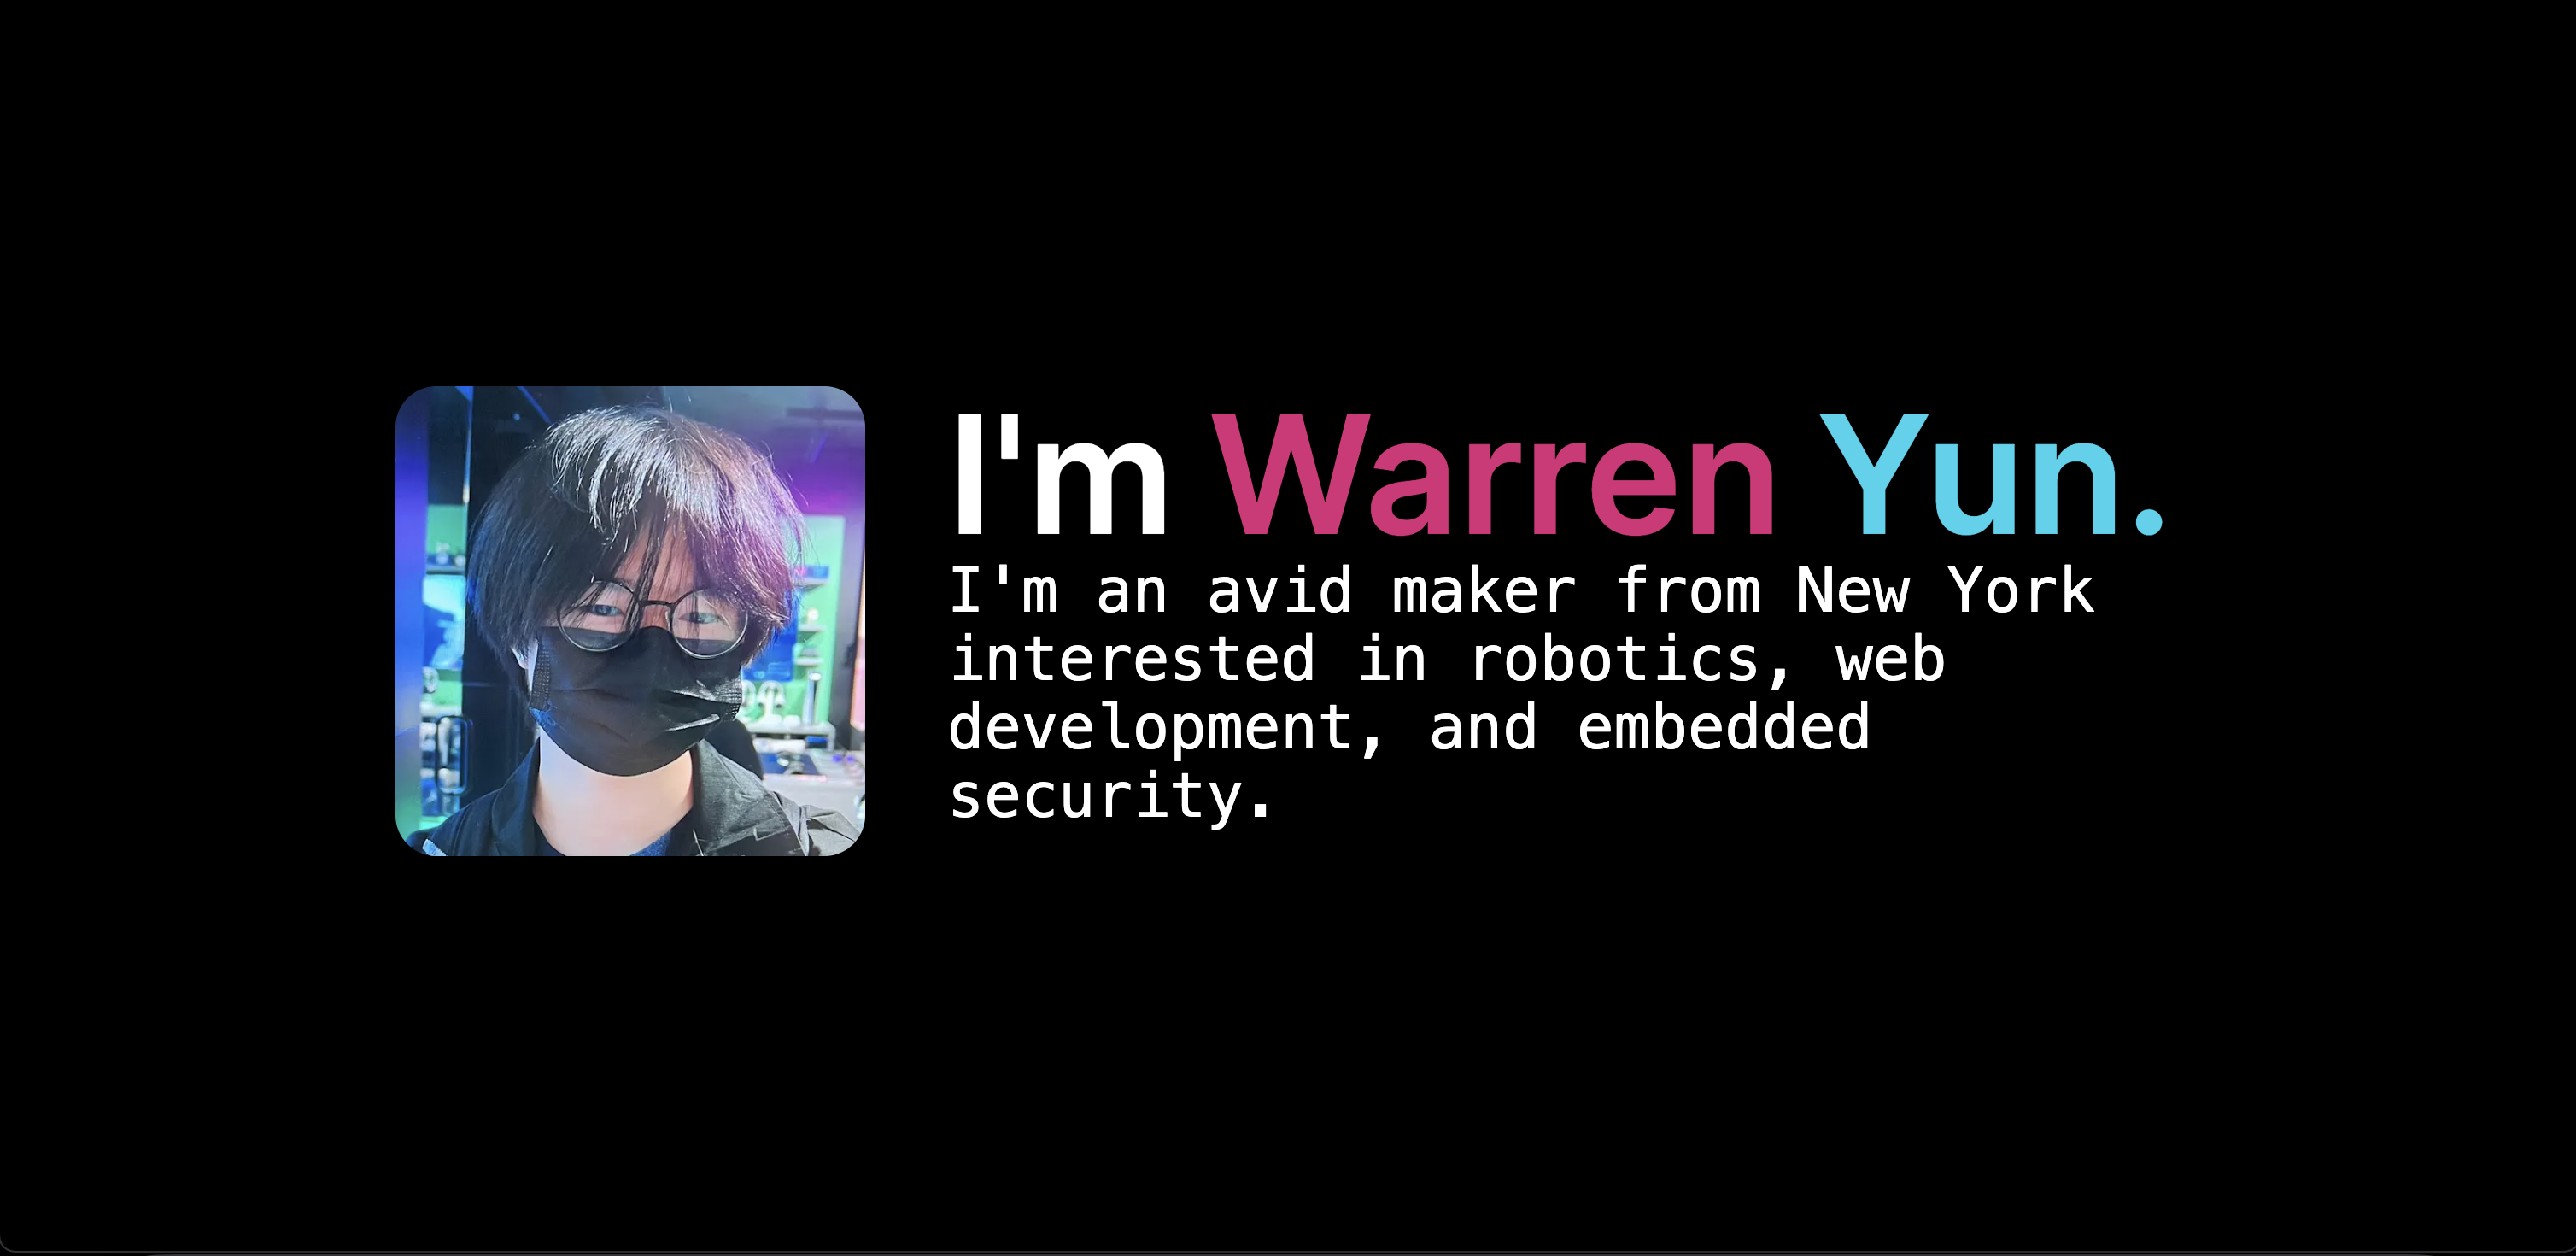 I'm Warren Yun.
I'm an avid maker from New York
interested in robotics, web
development, and embedded
security.